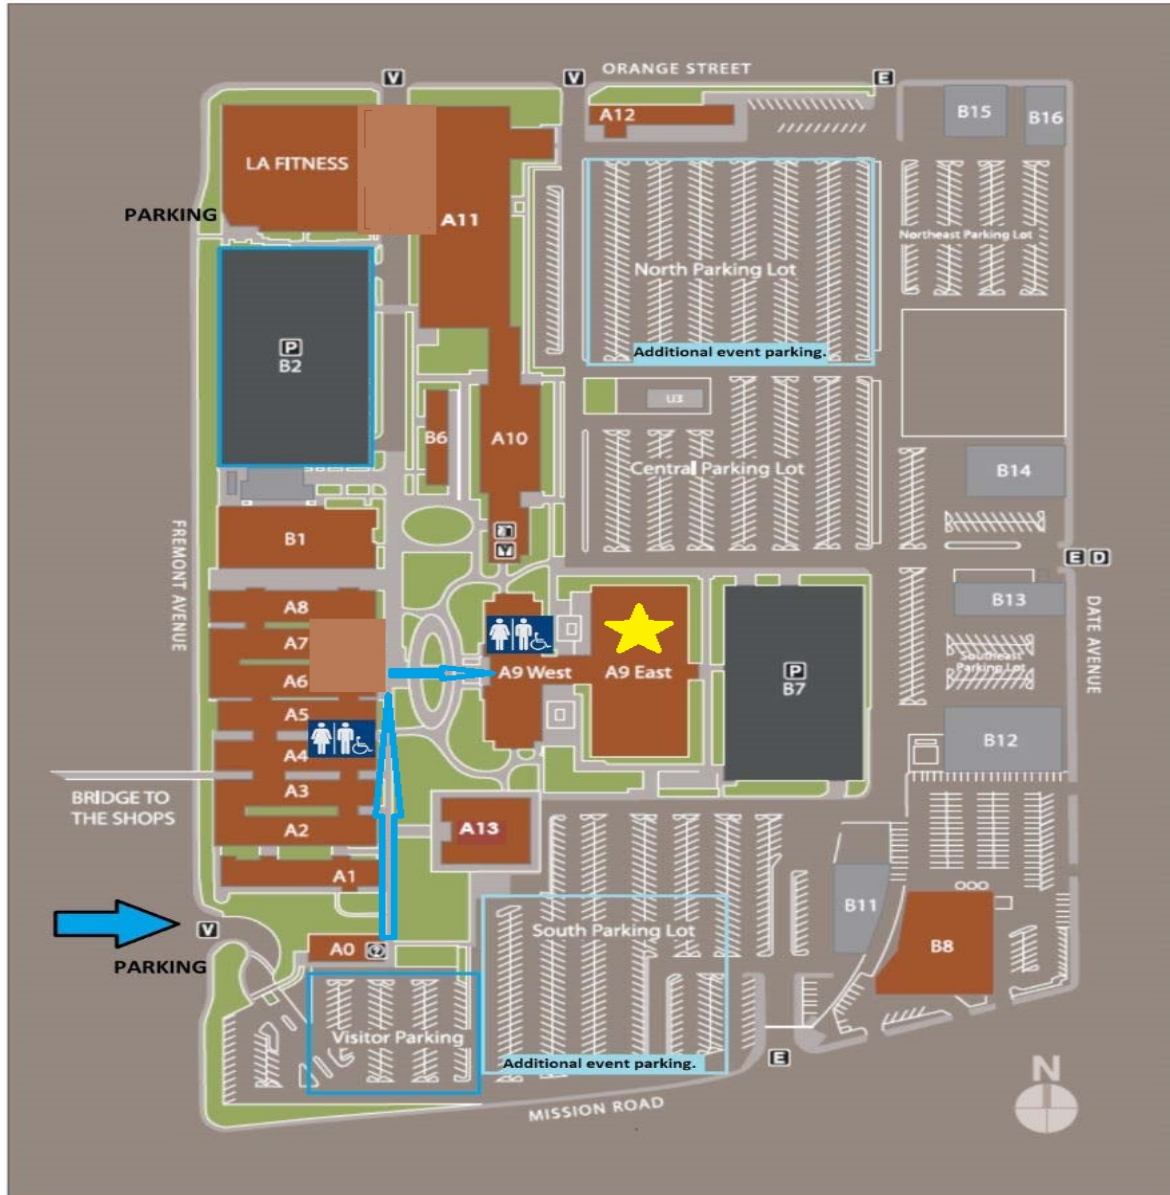 ORANGE STREET
V
V
E
A12
B15
B16
LA FITNESS
PARKING
A11
Northeast Parking Lot
North Parking Lot
P
B2
Additional event parking.
U3
B6
A10
Central Parking Lot
B14
FREMONT AVENUE
B1
V
E D
A8
B13
DATE AVENUE
A7
Southeast
Parking Lot
A9 West
A9 East
P
B7
A6
A5
B12
A4
BRIDGE TO
THE SHOPS
A3
A2
A13
A1
B11
V
South Parking Lot
A0
B8
PARKING
Visitor Parking
Additional event parking.
E
N
MISSION ROAD